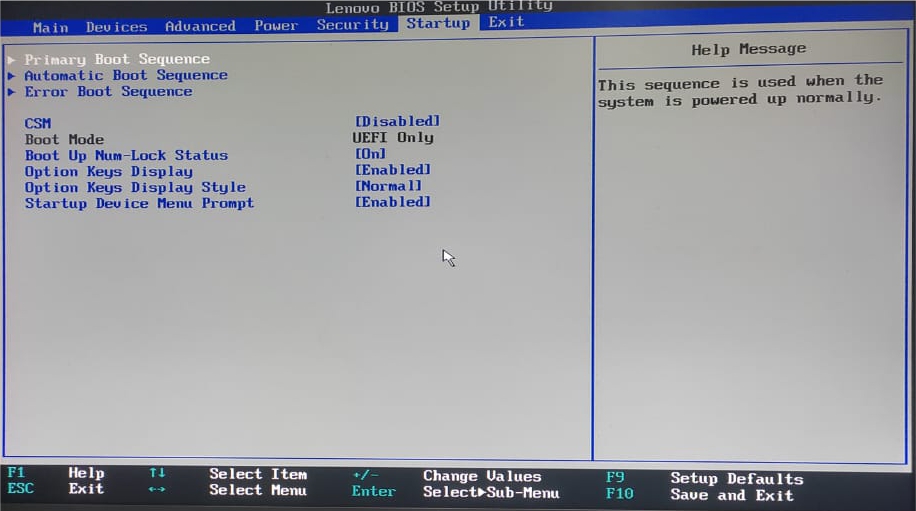 Lenovo BIOS Setup Utility
Main Devices Advanced Power Security Startup Exit
Primary Boot Sequence
Automatic Boot Sequence
Error Boot Sequence
CSM [Disabled]
Boot Mode UEFI Only
Boot Up Num-Lock Status [On]
Option Keys Display [Enabled]
Option Keys Display Style [Normal]
Startup Device Menu Prompt [Enabled]
Help Message
This sequence is used when the
system is powered up normally.
F1 Help ↑↓ Select Item +/- Change Values F9 Setup Defaults
ESC Exit ←→ Select Menu Enter Select▶Sub-Menu F10 Save and Exit